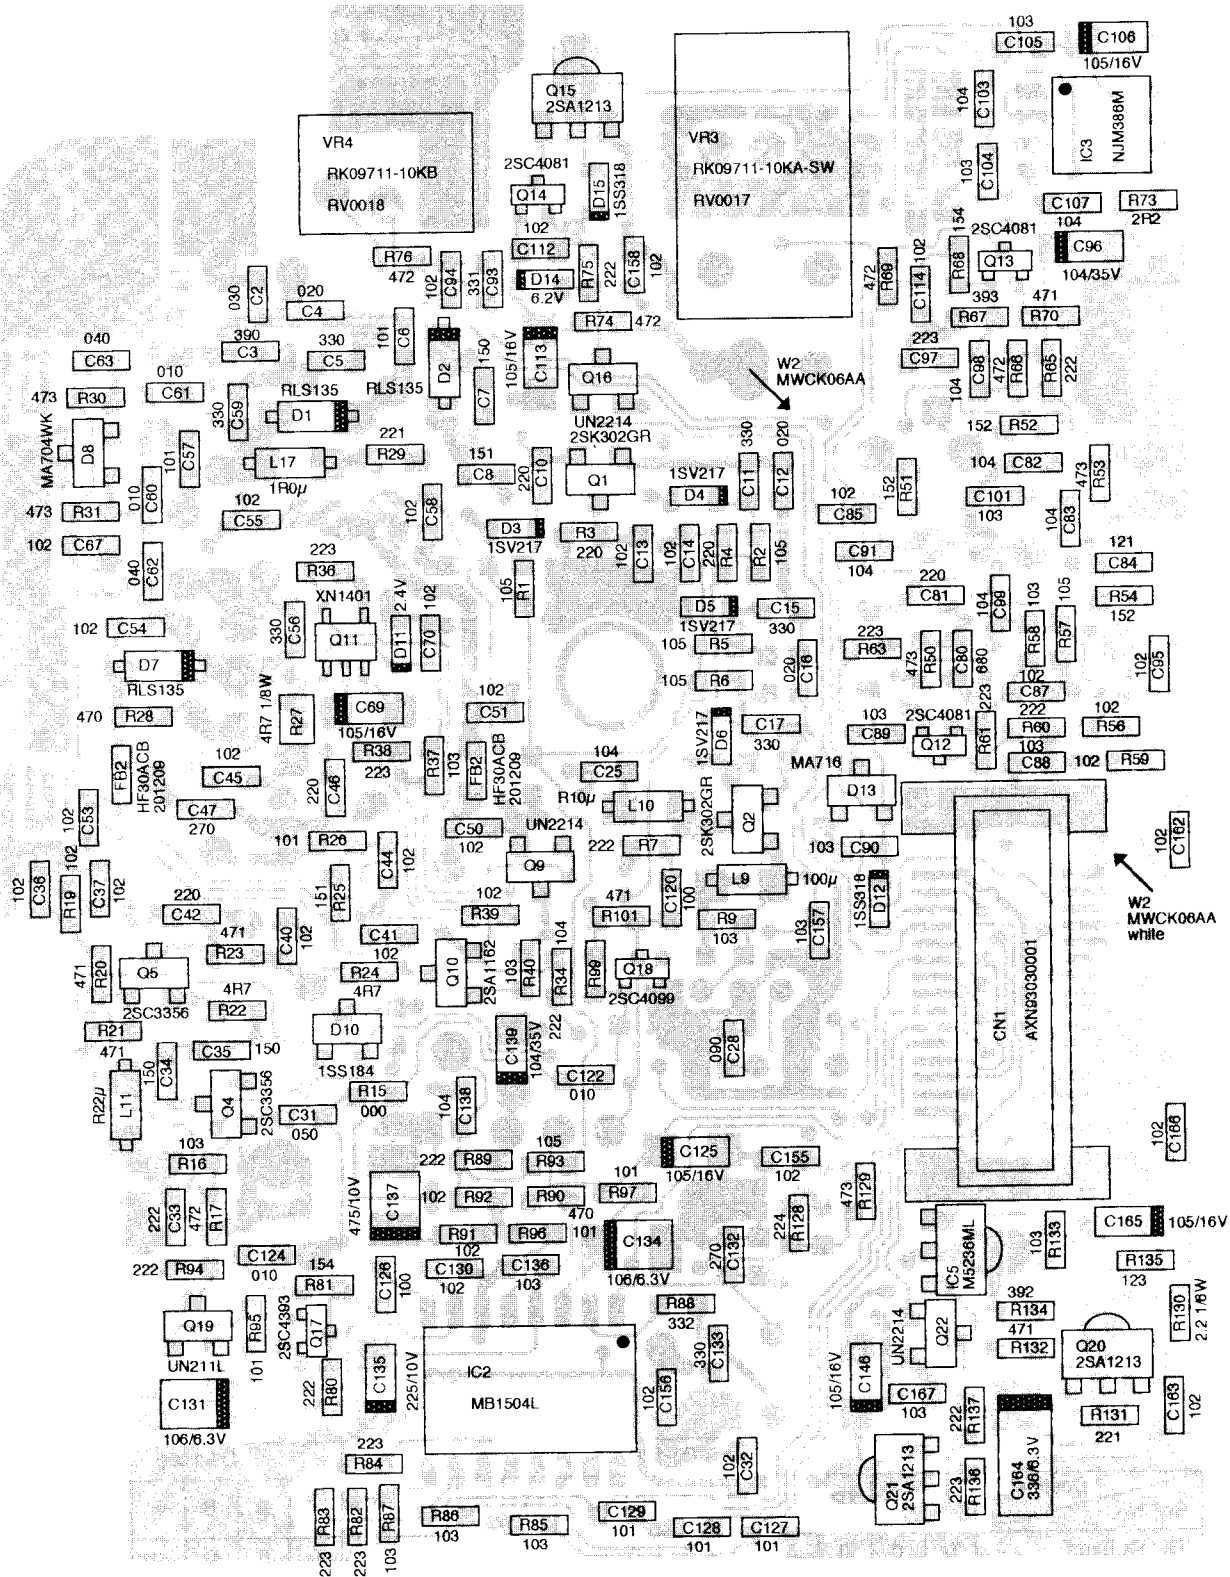 103
C105
C106
105/16V
Q15
2SA1213
VR3
RK09711-10KA-SW
RV0017
104
C103
IC3
NJM386M
VR4
RK09711-10KB
RV0018
2SC4081
Q14
D15
1SS318
103
C104
C107
104
R73
2R2
102
C112
R76
472
102
C94
331
C93
D14
6.2V
R75
222
C158
102
472
R69
C114
102
154
R68
2SC4081
Q13
C96
104/35V
030
C2
020
C4
101
C6
R74
472
393
R67
471
R70
040
C63
390
C3
330
C5
D2
RLS135
150
C7
105/16V
C113
Q16
UN2214
W2
MWCK06AA
223
C97
104
C98
472
R66
R65
222
473
R30
010
C61
330
C59
RLS135
D1
152
R52
MA704WK
D8
101
C57
L17
1R0μ
221
R29
151
C8
220
C10
2SK302GR
Q1
1SV217
D4
330
C11
020
C12
152
R51
104
C82
473
R53
473
R31
010
C60
102
C55
102
C58
D3
1SV217
R3
220
102
C13
102
C14
220
R4
R2
105
102
C85
C101
103
104
C83
102
C67
040
C62
223
R36
105
R1
C91
104
121
C84
XN1401
Q11
2.4V
D11
102
C70
D5
1SV217
C15
330
220
C81
104
C99
R54
152
102
C54
330
C56
105
R5
020
C16
223
R63
473
R50
C80
680
103
R58
105
R57
102
C95
D7
RLS135
105
R6
102
C87
470
R28
4R7 1/8W
R27
C69
105/16V
102
C51
1SV217
D6
C17
330
103
C89
2SC4081
Q12
223
R61
222
R60
102
R56
FB2
HF30ACB
201209
102
C45
R38
223
R37
103
FB2
HF30ACB
201209
104
C25
MA716
D13
103
C88
102
R59
220
C46
102
C53
C47
270
R10μ
L10
2SK302GR
Q2
102
C162
101
R26
C50
102
UN2214
Q9
222
R7
103
C90
C44
102
102
C36
102
R19
C37
102
151
R25
L9
100μ
1SS318
D12
W2
MWCK06AA
white
220
C42
C40
102
102
R39
471
R101
C120
100
R9
103
103
C157
471
R23
C41
102
471
R20
Q5
2SC3356
R24
4R7
Q10
2SA1162
103
R40
104
R34
222
R99
Q18
2SC4099
4R7
R22
D10
1SS184
CN1
AXN93030001
R21
471
C35
150
C139
104/35V
090
C28
R22μ
L11
150
C34
Q4
2SC3356
R15
000
C122
010
C31
050
104
C138
102
C166
103
R16
222
R89
105
R93
C125
105/16V
C155
102
222
C33
472
R17
475/10V
C137
102
R92
R90
470
101
R97
473
R129
224
R128
R91
102
R96
101
C134
106/6.3V
270
C132
IC5
M5236ML
103
R133
C165
105/16V
222
R94
C124
010
C130
102
C136
103
R135
123
154
R81
C126
100
R88
332
392
R134
R130
2.2 1/6W
Q19
UN211L
R95
101
2SC4393
Q17
IC2
MB1504L
330
C133
UN2214
Q22
471
R132
Q20
2SA1213
222
R80
C135
225/10V
102
C156
105/16V
C146
C131
106/6.3V
C167
103
222
R137
C164
336/6.3V
R131
221
C163
102
223
R84
102
C32
Q21
2SA1213
223
R136
R83
223
R82
223
R87
103
R86
103
R85
103
C129
101
C128
101
C127
101